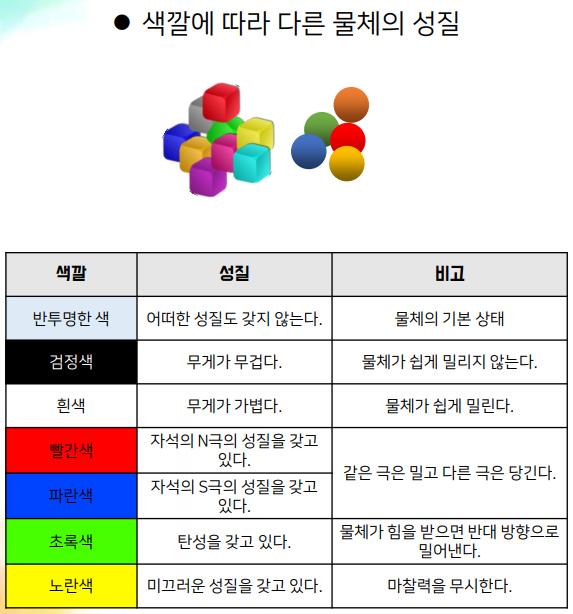 ● 색깔에 따라 다른 물체의 성질
색깔 성질 비고
반투명한 색 어떠한 성질도 갖지 않는다. 물체의 기본 상태
검정색 무게가 무겁다. 물체가 쉽게 밀리지 않는다.
흰색 무게가 가볍다. 물체가 쉽게 밀린다.
빨간색 자석의 N극의 성질을 갖고
있다.
같은 극은 밀고 다른 극은 당긴다.
파란색 자석의 S극의 성질을 갖고
있다.
초록색 탄성을 갖고 있다. 물체가 힘을 받으면 반대 방향으로
밀어낸다.
노란색 미끄러운 성질을 갖고 있다. 마찰력을 무시한다.